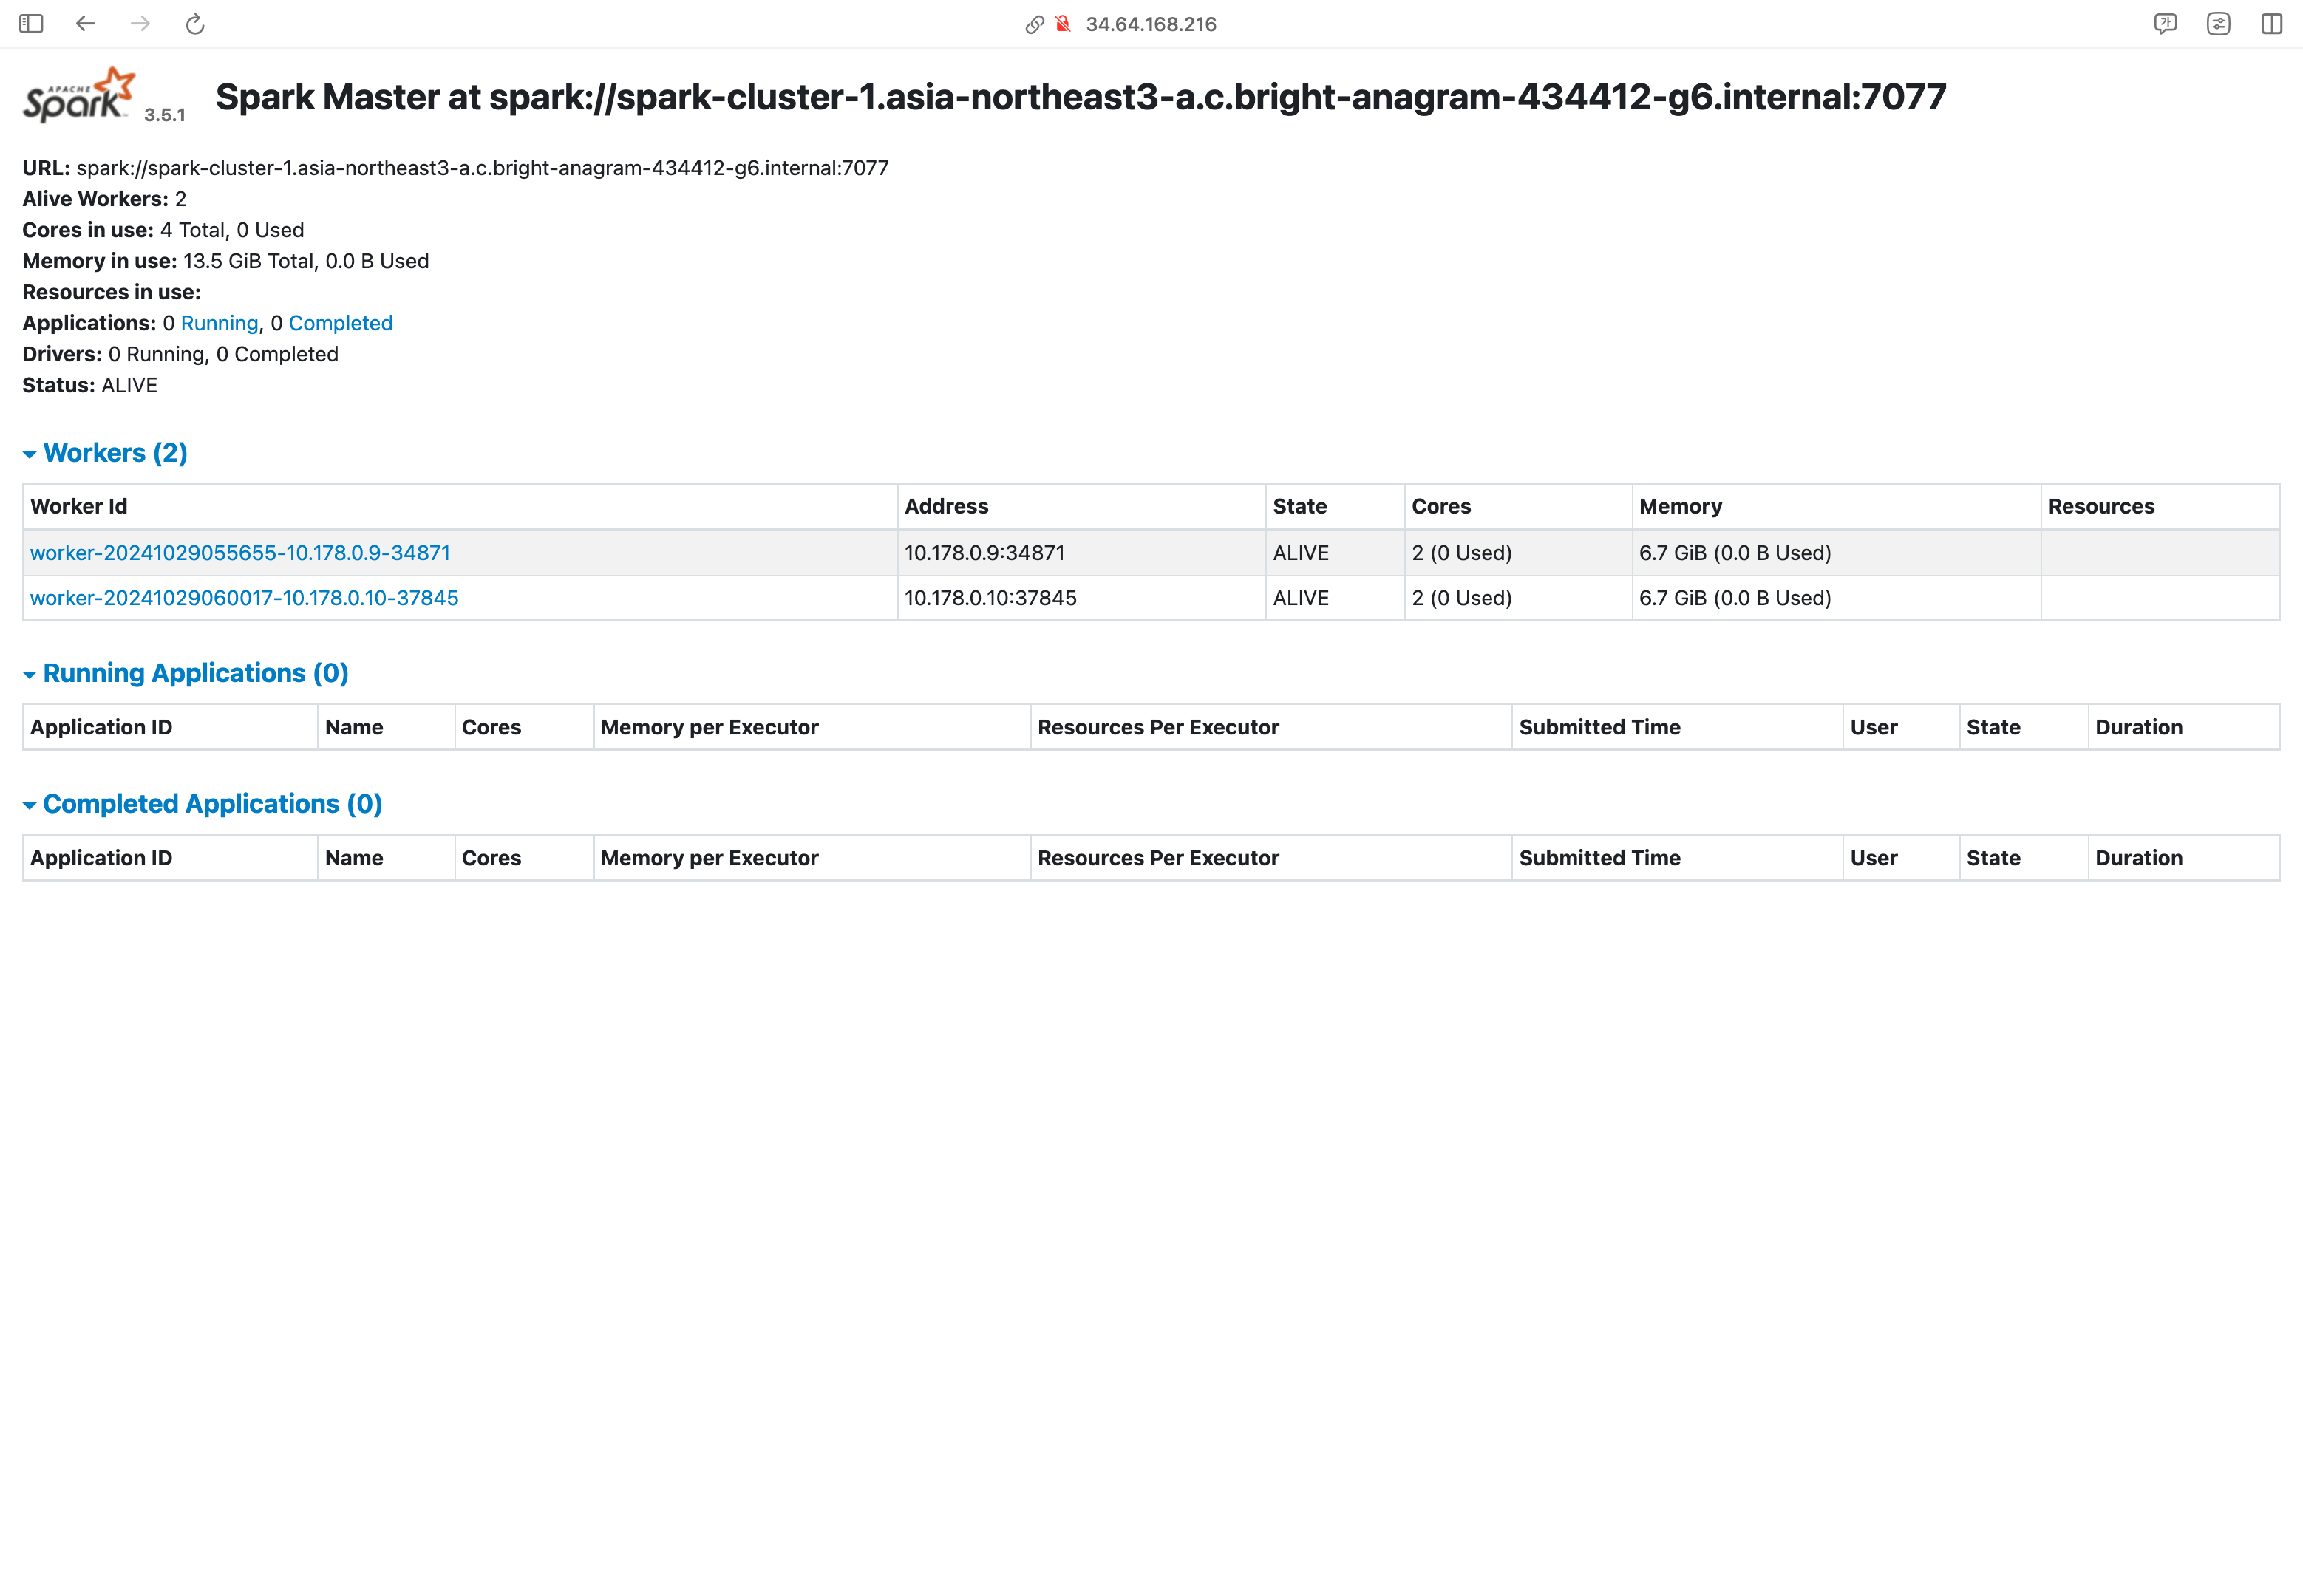 34.64.168.216
APACHE Spark 3.5.1 Spark Master at spark://spark-cluster-1.asia-northeast3-a.c.bright-anagram-434412-g6.internal:7077
URL: spark://spark-cluster-1.asia-northeast3-a.c.bright-anagram-434412-g6.internal:7077
Alive Workers: 2
Cores in use: 4 Total, 0 Used
Memory in use: 13.5 GiB Total, 0.0 B Used
Resources in use:
Applications: 0 Running, 0 Completed
Drivers: 0 Running, 0 Completed
Status: ALIVE
Workers (2)
Worker Id Address State Cores Memory Resources
worker-20241029055655-10.178.0.9-34871 10.178.0.9:34871 ALIVE 2 (0 Used) 6.7 GiB (0.0 B Used)
worker-20241029060017-10.178.0.10-37845 10.178.0.10:37845 ALIVE 2 (0 Used) 6.7 GiB (0.0 B Used)
Running Applications (0)
Application ID Name Cores Memory per Executor Resources Per Executor Submitted Time User State Duration
Completed Applications (0)
Application ID Name Cores Memory per Executor Resources Per Executor Submitted Time User State Duration